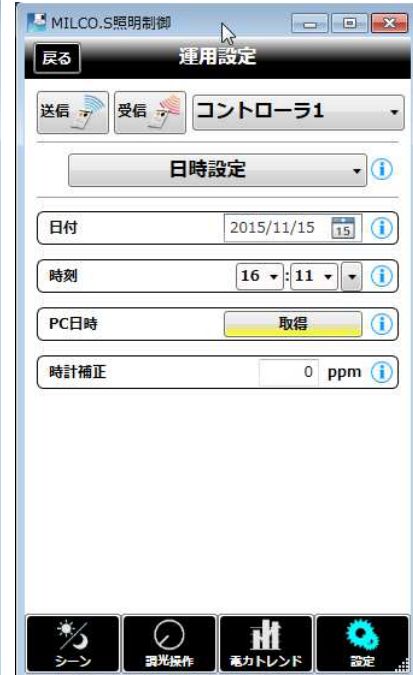 MILCO.S照明制御
戻る 運用設定
送信 受信 コントローラ1
日時設定
日付 2015/11/15 15
時刻 16 : 11
PC日時 取得
時計補正 0 ppm
シーン 調光操作 電力トレンド 設定